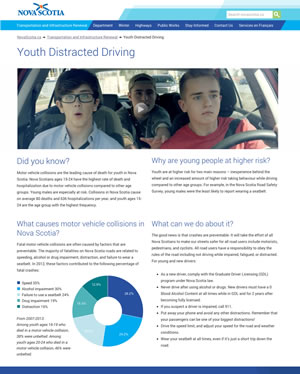 NOVA SCOTIA
Transportation and Infrastructure Renewal
Department Winter Highways Public Works Stay Informed Contact Us Services en Français
NovaScotia.ca Transportation and Infrastructure Renewal Youth Distracted Driving
Youth Distracted Driving
Did you know?
Motor vehicle collisions are the leading cause of death for youth in Nova
Scotia. Nova Scotians ages 15-24 have the highest rate of death and
hospitalization due to motor vehicle collisions compared to other age
groups. Young males are especially at risk. Collisions in Nova Scotia cause
on average 80 deaths and
are the age group with the highest frequency.
What causes motor vehicle collisions in
Nova Scotia?
Fatal motor vehicle collisions are often caused by factors that are
preventable. The majority of fatalities on Nova Scotia roads are related to
speeding, alcohol or drug impairment, distraction, or failure to wear a
seatbelt. In 2013, these factors contributed to the following percentage of
fatal crashes:
Speed
Alcohol Impairment 30%
Failure to use a seatbelt 24%
Drug Impairment
Distraction
From
Among youth ages
who died in a motor vehicle collision,
38% were unbelted.
Among youth ages 20-24 who died in
a motor vehicle collision 46% were
unbelted.
Why are young people at higher risk?
Youth are at higher risk for two main reasons – inexperience behind the
wheel and an increased amount of higher risk taking behaviour while driving
compared to other age groups. For example, in the Nova Scotia Road Safety
Survey, young males were the least likely to report wearing a seatbelt.
What can we do about it?
The good news is that crashes are preventable. It will take the effort of all
Nova Scotians to make our streets safer for all road users include motorists,
pedestrians, and cyclists. All road users have a responsibility to obey the
rules of the road including not driving while impaired, fatigued or distracted.
For young and new drivers:
As a new driver, comply with the Graduated Driver Licensing (GDL)
program under Nova Scotia law.
Never drive after using alcohol or drugs. New drivers must have a 0
Blood Alcohol Content at all times while in GDL and for 2 years after
becoming fully licensed.
If you suspect a driver is impaired, call 911.
Put away your phone and avoid any other distractions. Remember that
your passengers can be one of your biggest distractions!
Drive the speed limit, and adjust your speed for the road and weather
conditions.
Wear your seatbelt at all times, even if it's just a short trip down the
road.